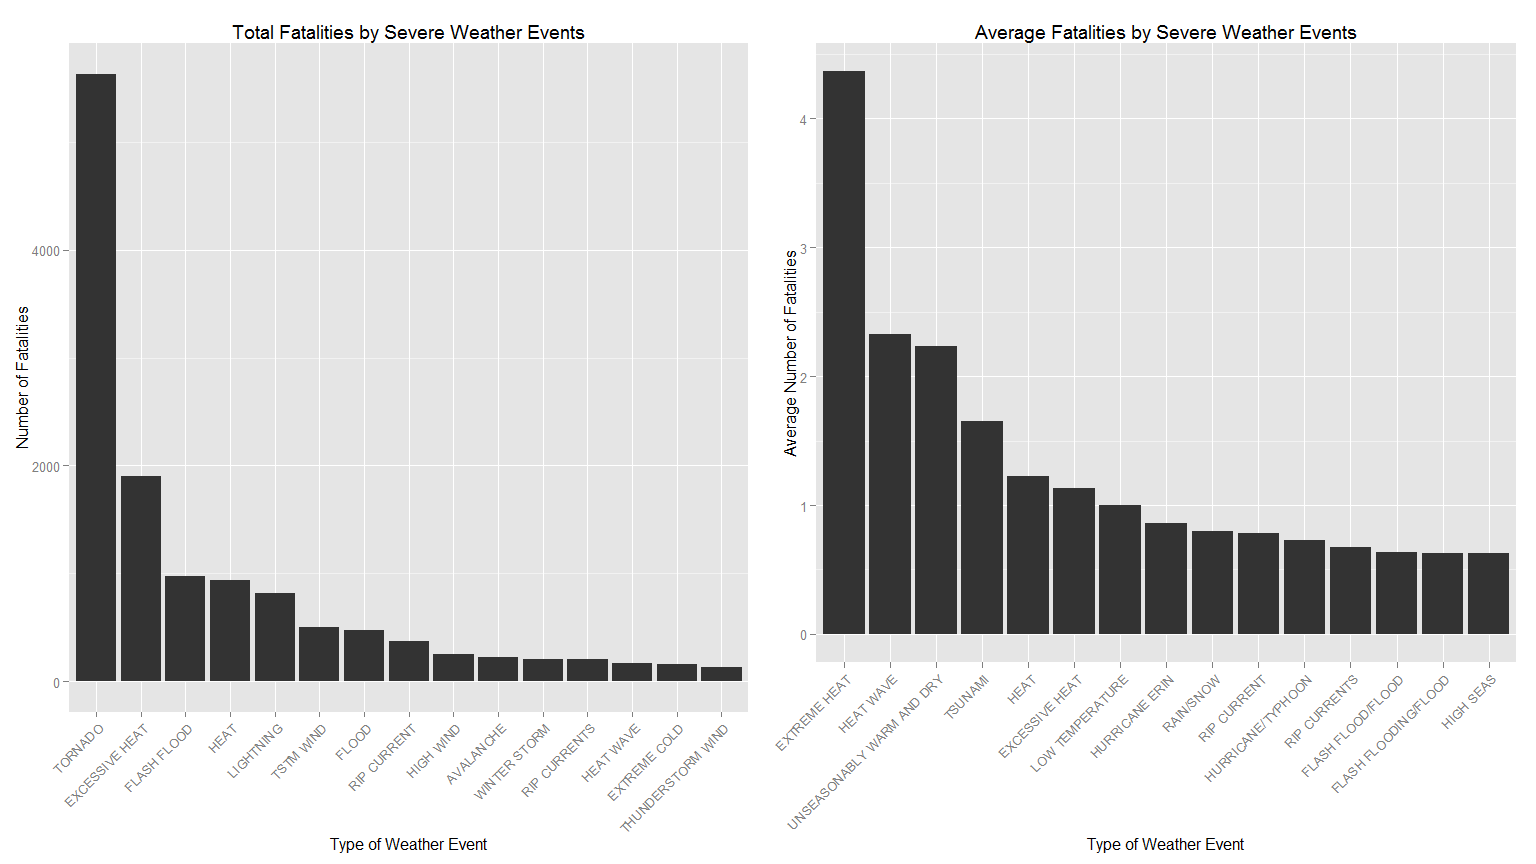 Total Fatalities by Severe Weather Events
Number of Fatalities
4000
2000
0
TORNADO
EXCESSIVE HEAT
FLASH FLOOD
HEAT
LIGHTNING
TSTM WIND
FLOOD
RIP CURRENT
HIGH WIND
AVALANCHE
WINTER STORM
RIP CURRENTS
HEAT WAVE
EXTREME COLD
THUNDERSTORM WIND
Type of Weather Event
Average Fatalities by Severe Weather Events
Average Number of Fatalities
4
3
2
1
0
EXTREME HEAT
HEAT WAVE
UNSEASONABLY WARM AND DRY
TSUNAMI
HEAT
EXCESSIVE HEAT
LOW TEMPERATURE
HURRICANE ERIN
RAIN/SNOW
RIP CURRENT
HURRICANE/TYPHOON
RIP CURRENTS
FLASH FLOOD/FLOOD
FLASH FLOODING/FLOOD
HIGH SEAS
Type of Weather Event